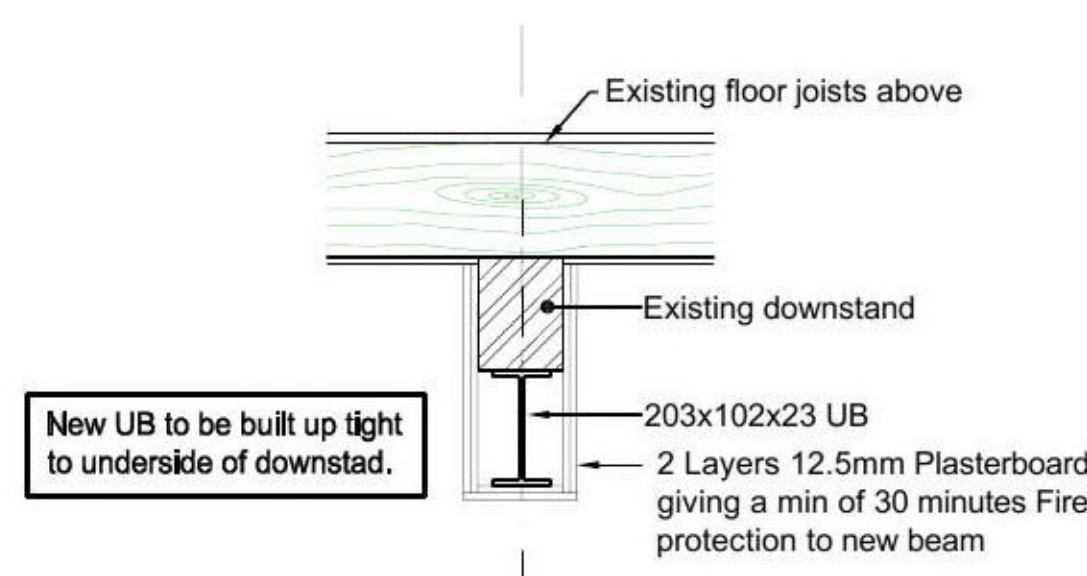 Existing floor joists above
Existing downstand
New UB to be built up tight
to underside of downstad.
203x102x23 UB
2 Layers 12.5mm Plasterboard
giving a min of 30 minutes Fire
protection to new beam